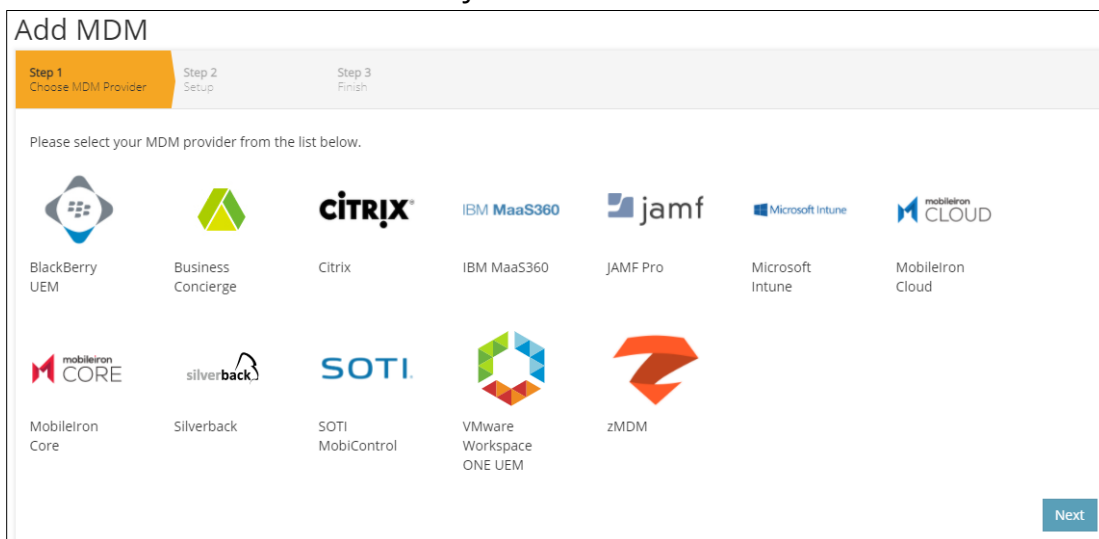 Add MDM
Step 1
Choose MDM Provider
Step 2
Setup
Step 3
Finish
Please select your MDM provider from the list below.
CİTRIX
IBM MaaS360
jamf
Microsoft Intune
mobileiron
CLOUD
BlackBerry
UEM
Business
Concierge
Citrix
IBM MaaS360
JAMF Pro
Microsoft
Intune
MobileIron
Cloud
mobileiron
CORE
silverback
SOTI
MobileIron
Core
Silverback
SOTI
MobiControl
VMware
Workspace
ONE UEM
zMDM
Next